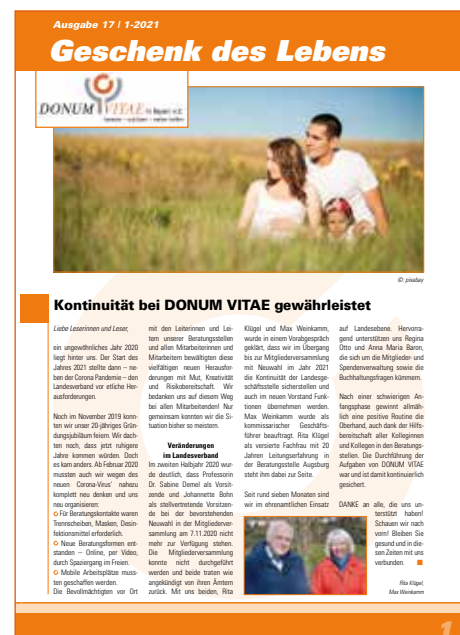 Ausgabe 17 / 1-2021
Geschenk des Lebens
DONUM VITAE in Bayern e.V.
©: pixabay
Kontinuität bei DONUM VITAE gewährleistet
Liebe Leserinnen und Leser,
ein ungewöhnliches Jahr 2020
liegt hinter uns. Der Start des
Jahres 2021 stellte dann – ne-
ben der Corona Pandemie – den
Landesverband vor etliche Her-
ausforderungen.
Noch im November 2019 konn-
ten wir unser 20-jähriges Grün-
dungsjubiläum feiern. Wir dach-
ten noch, dass jetzt ruhigere
Jahre kommen würden. Doch
es kam anders. Ab Februar 2020
mussten auch wir wegen des
neuen Corona-Virus' nahezu
komplett neu denken und uns
neu organisieren:
Für Beratungskontakte waren
Trennscheiben, Masken, Desin-
fektionsmittel erforderlich.
Neue Beratungsformen ent-
standen – Online, per Video,
durch Spaziergang im Freien.
Mobile Arbeitsplätze muss-
ten geschaffen werden.
Die Bevollmächtigten vor Ort
mit den Leiterinnen und Lei-
tern unserer Beratungsstellen
und allen Mitarbeiterinnen und
Mitarbeitern bewältigten diese
vielfältigen neuen Herausfor-
derungen mit Mut, Kreativität
und Risikobereitschaft. Wir
bedanken uns auf diesem Weg
bei allen Mitarbeitenden! Nur
gemeinsam konnten wir die Si-
tuation bisher so meistern.
Veränderungen
im Landesverband
Im zweiten Halbjahr 2020 wur-
de deutlich, dass Professorin
Dr. Sabine Demel als Vorsit-
zende und Johannette Bohn
als stellvertretende Vorsitzen-
de bei der bevorstehenden
Neuwahl in der Mitgliederver-
sammlung am 7.11.2020 nicht
mehr zur Verfügung stehen.
Die Mitgliederversammlung
konnte nicht durchgeführt
werden und beide traten wie
angekündigt von ihren Ämtern
zurück. Mit uns beiden, Rita
Klügel und Max Weinkamm,
wurde in einem Vorabgespräch
geklärt, dass wir im Übergang
bis zur Mitgliederversammlung
mit Neuwahl im Jahr 2021
die Kontinuität der Landesge-
schäftsstelle sicherstellen und
auch im neuen Vorstand Funk-
tionen übernehmen werden.
Max Weinkamm wurde als
kommissarischer Geschäfts-
führer beauftragt. Rita Klügel
als versierte Fachfrau mit 20
Jahren Leitungserfahrung in
der Beratungsstelle Augsburg
steht ihm dabei zur Seite.
Seit rund sieben Monaten sind
wir im ehrenamtlichen Einsatz
auf Landesebene. Hervorra-
gend unterstützen uns Regina
Otto und Anna Maria Baron,
die sich um die Mitglieder- und
Spendenverwaltung sowie die
Buchhaltungsfragen kümmern.
Nach einer schwierigen An-
fangsphase gewinnt allmäh-
lich eine positive Routine die
Oberhand, auch dank der Hilfs-
bereitschaft aller Kolleginnen
und Kollegen in den Beratungs-
stellen. Die Durchführung der
Aufgaben von DONUM VITAE
war und ist damit kontinuierlich
gesichert.
DANKE an alle, die uns un-
terstützt haben!
Schauen wir nach
vorn! Bleiben Sie
gesund und in die-
sen Zeiten mit uns
verbunden.
Rita Klügel,
Max Weinkamm
1